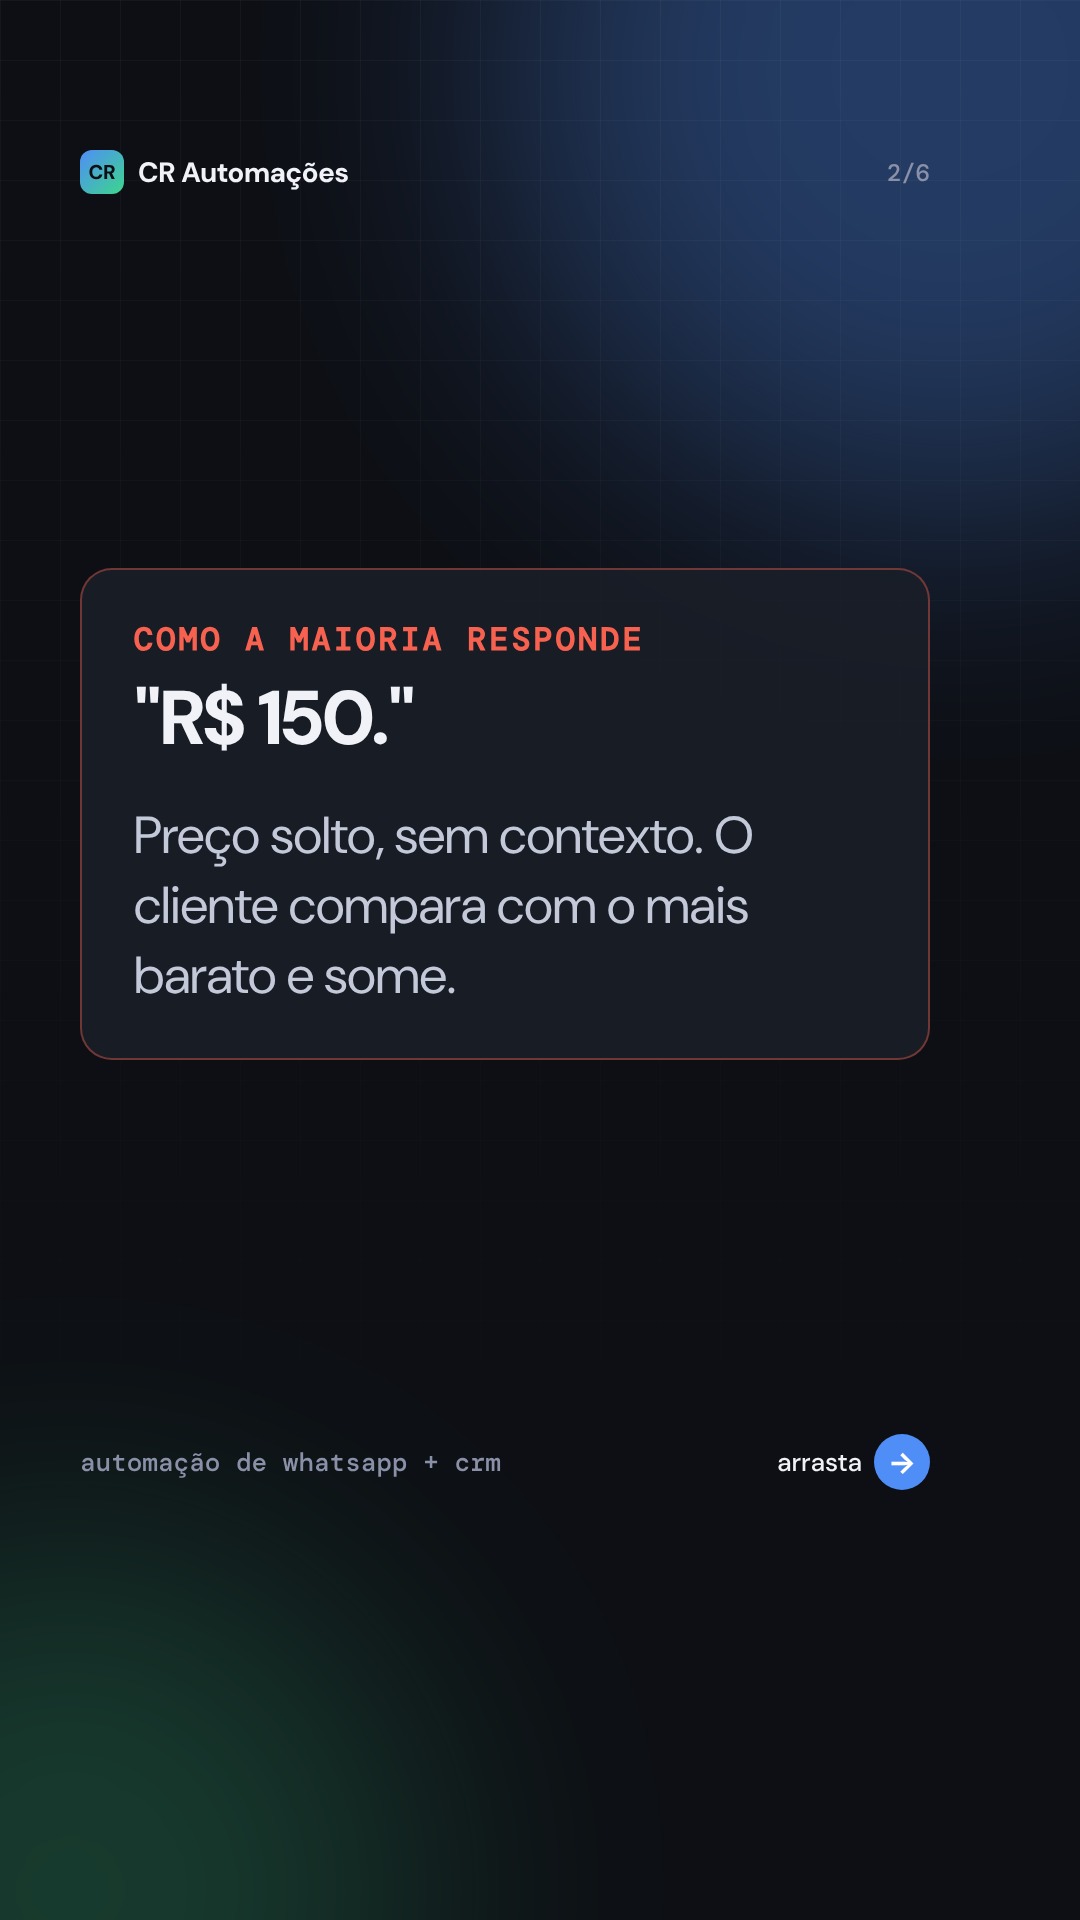 CR CR Automações
2/6
COMO A MAIORIA RESPONDE
"R$ 150."
Preço solto, sem contexto. O
cliente compara com o mais
barato e some.
automação de whatsapp + crm
arrasta →